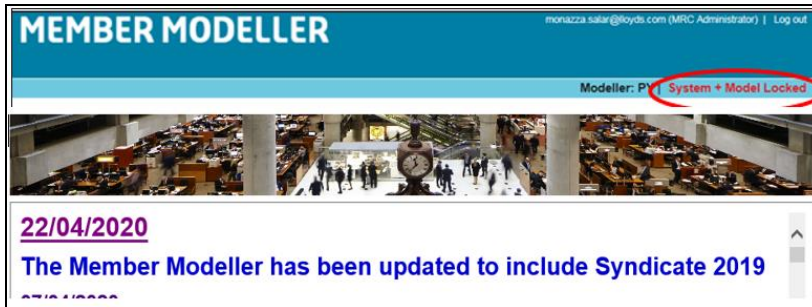 MEMBER MODELLER
monazza.salar@lloyds.com (MRC Administrator) | Log out
Modeller: PY | System + Model Locked
22/04/2020
The Member Modeller has been updated to include Syndicate 2019